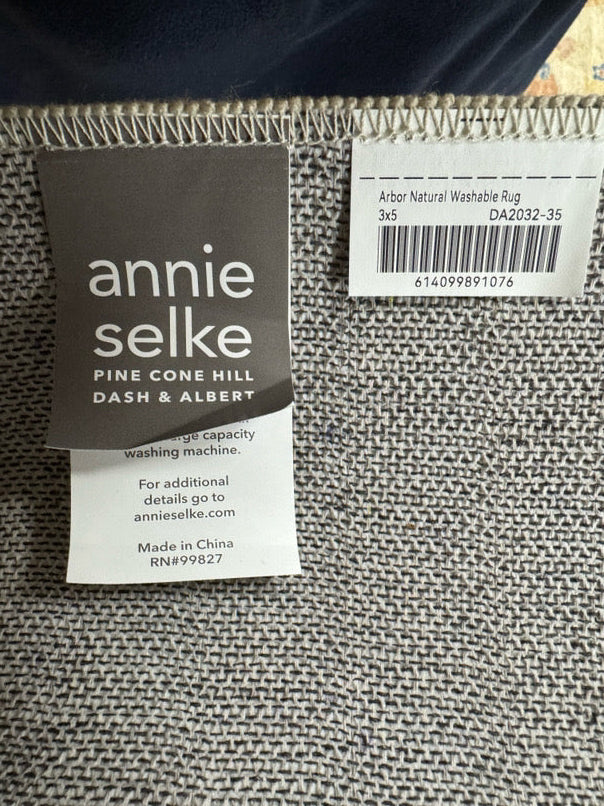 annie
selke
PINE CONE HILL
DASH & ALBERT
capacity
washing machine.
For additional
details go to
annieselke.com
Made in China
RN#99827
Arbor Natural Washable Rug
3x5 DA2032-35
614099891076